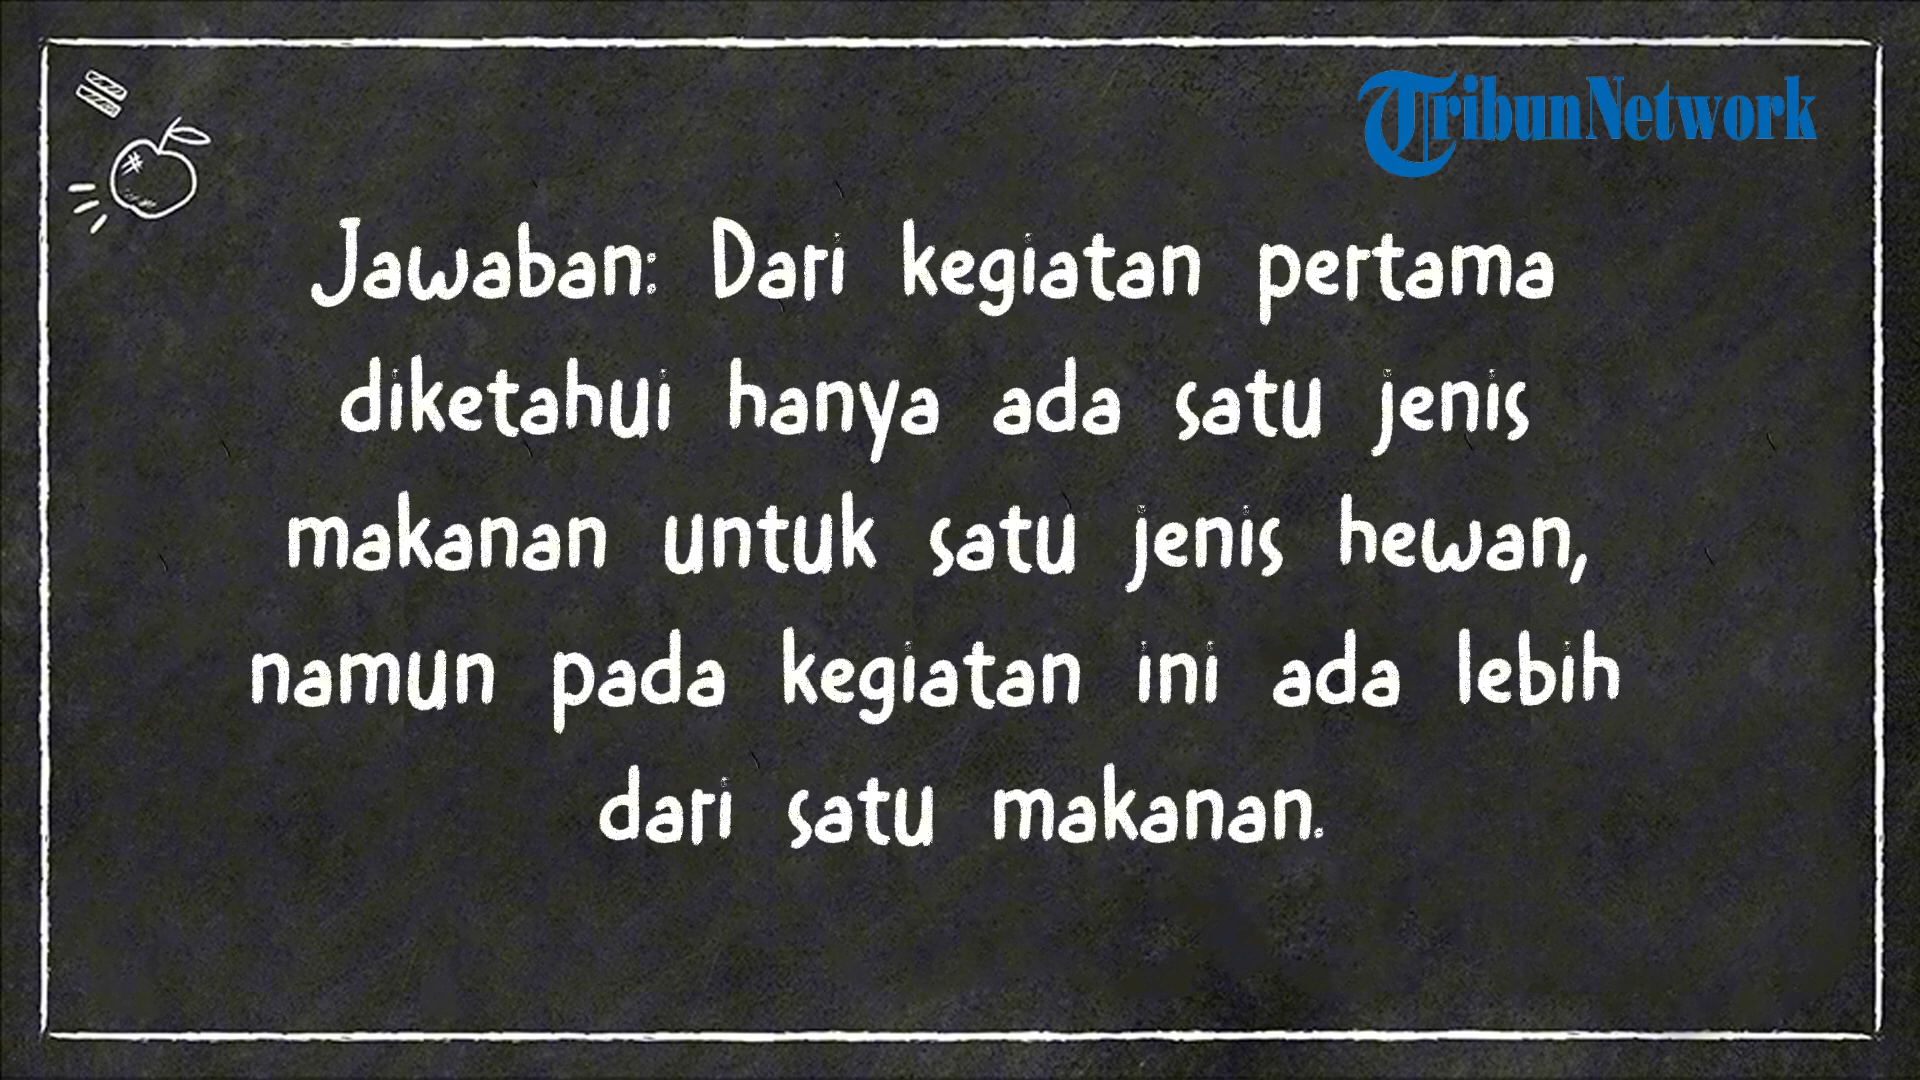 TribunNetwork
Jawaban: Dari kegiatan pertama
diketahui hanya ada satu jenis
makanan untuk satu jenis hewan,
namun pada kegiatan ini ada lebih
dari satu makanan.